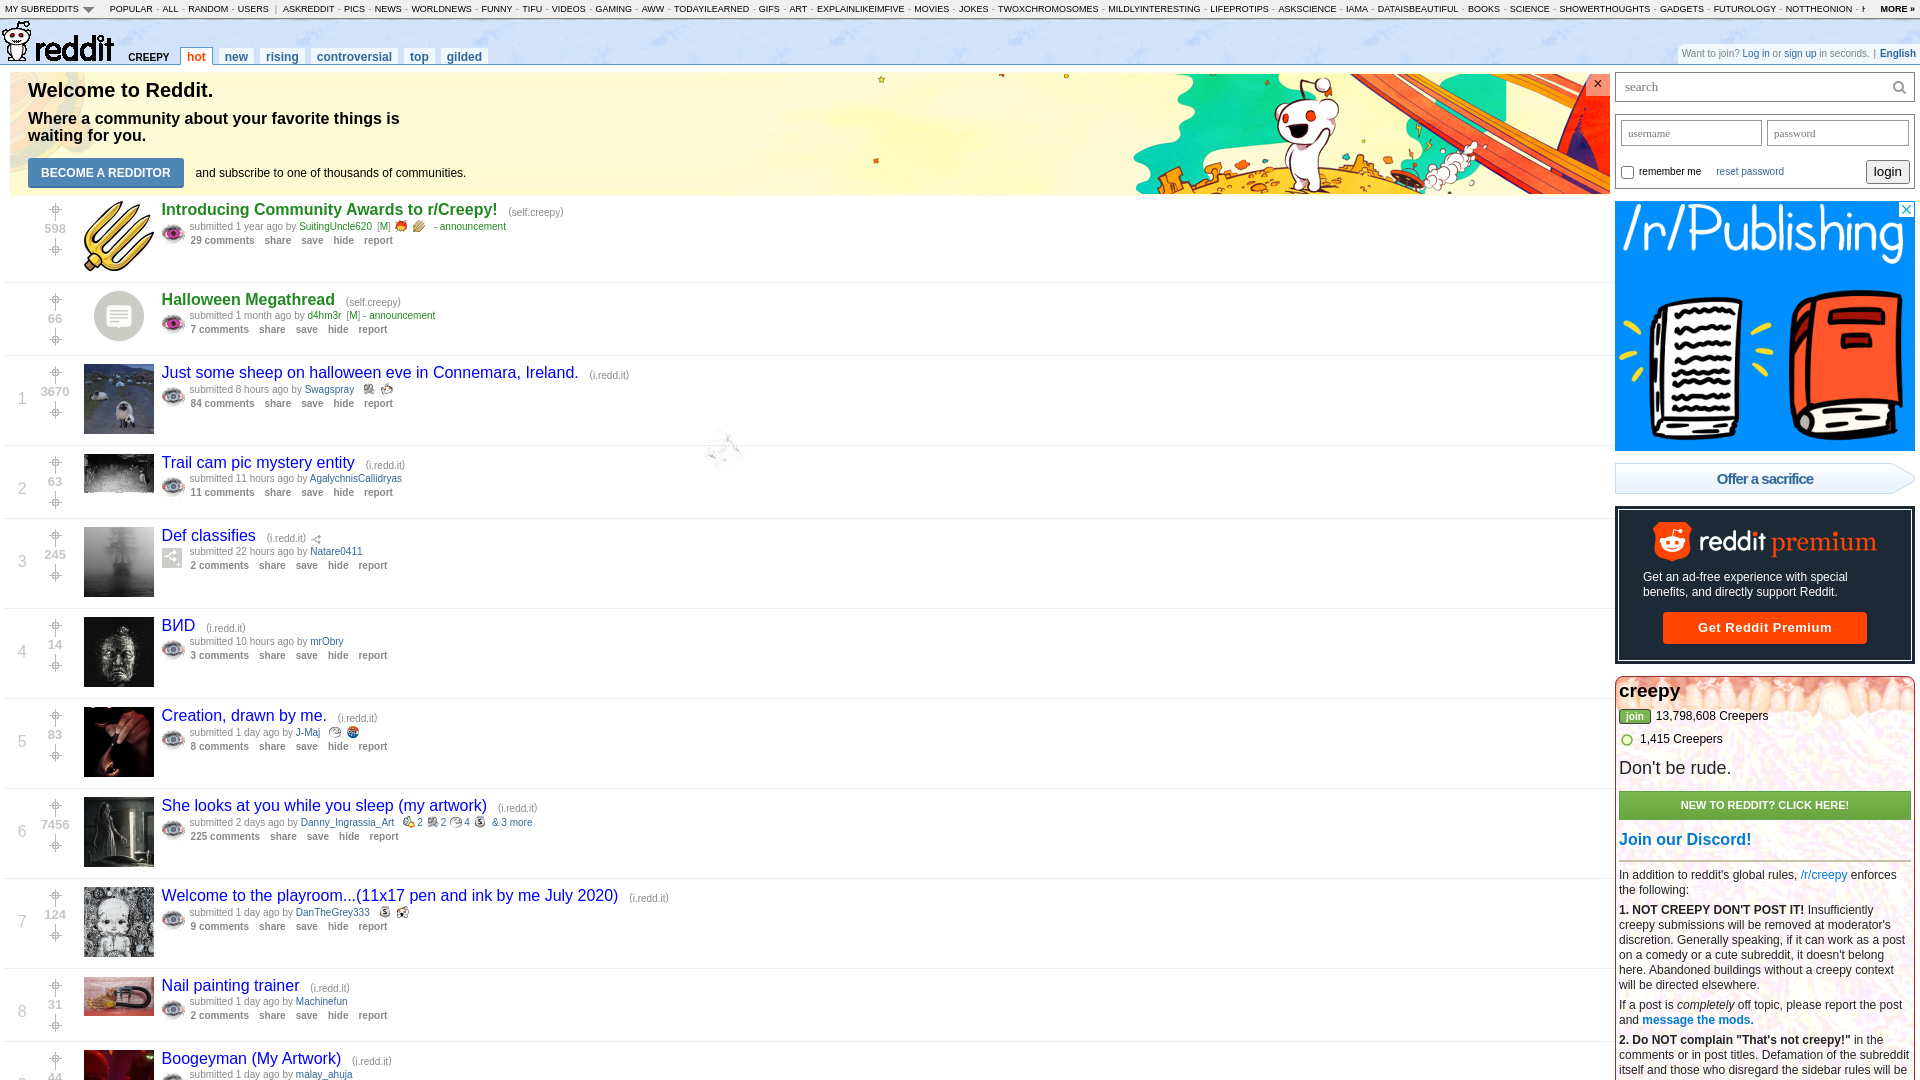 MY SUBREDDITS POPULAR - ALL - RANDOM - USERS | ASKREDDIT - PICS - NEWS - WORLDNEWS - FUNNY - TIFU - VIDEOS - GAMING - AWW - TODAYILEARNED - GIFS - ART - EXPLAINLIKEIMFIVE - MOVIES - JOKES - TWOXCHROMOSOMES - MILDLYINTERESTING - LIFEPROTIPS - ASKSCIENCE - IAMA - DATAISBEAUTIFUL - BOOKS - SCIENCE - SHOWERTHOUGHTS - GADGETS - FUTUROLOGY - NOTTHEONION - MORE »
reddit CREEPY hot new rising controversial top gilded
Want to join? Log in or sign up in seconds. | English
Welcome to Reddit.
Where a community about your favorite things is
waiting for you.
BECOME A REDDITOR and subscribe to one of thousands of communities.
×
598
Introducing Community Awards to r/Creepy! (self.creepy)
submitted 1 year ago by SuitingUncle620 [M] - announcement
29 comments share save hide report
66
Halloween Megathread (self.creepy)
submitted 1 month ago by d4hm3r [M] - announcement
7 comments share save hide report
1
3670
Just some sheep on halloween eve in Connemara, Ireland. (i.redd.it)
submitted 8 hours ago by Swagspray
84 comments share save hide report
2
63
Trail cam pic mystery entity (i.redd.it)
submitted 11 hours ago by AgalychnisCallidryas
11 comments share save hide report
3
245
Def classifies (i.redd.it)
submitted 22 hours ago by Natare0411
2 comments share save hide report
4
14
ВИD (i.redd.it)
submitted 10 hours ago by mrObry
3 comments share save hide report
5
83
Creation, drawn by me. (i.redd.it)
submitted 1 day ago by J-Maj
8 comments share save hide report
6
7456
She looks at you while you sleep (my artwork) (i.redd.it)
submitted 2 days ago by Danny_Ingrassia_Art 2 2 4 & 3 more
225 comments share save hide report
7
124
Welcome to the playroom...(11x17 pen and ink by me July 2020) (i.redd.it)
submitted 1 day ago by DanTheGrey333
9 comments share save hide report
8
31
Nail painting trainer (i.redd.it)
submitted 1 day ago by Machinefun
2 comments share save hide report
44
Boogeyman (My Artwork) (i.redd.it)
submitted 1 day ago by malay_ahuja
search
username password
remember me reset password login
/r/Publishing
Offer a sacrifice
reddit premium
Get an ad-free experience with special
benefits, and directly support Reddit.
Get Reddit Premium
creepy
join 13,798,608 Creepers
1,415 Creepers
Don't be rude.
NEW TO REDDIT? CLICK HERE!
Join our Discord!
In addition to reddit's global rules, /r/creepy enforces
the following:
1. NOT CREEPY DON'T POST IT! Insufficiently
creepy submissions will be removed at moderator's
discretion. Generally speaking, if it can work as a post
on a comedy or a cute subreddit, it doesn't belong
here. Abandoned buildings without a creepy context
will be directed elsewhere.
If a post is completely off topic, please report the post
and message the mods.
2. Do NOT complain "That's not creepy!" in the
comments or in post titles. Defamation of the subreddit
itself and those who disregard the sidebar rules will be